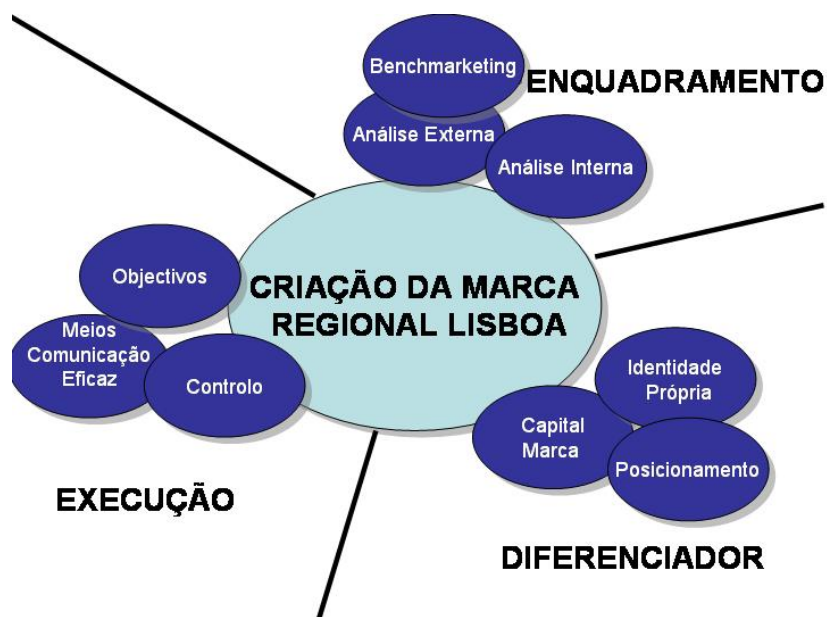 Benchmarketing
ENQUADRAMENTO
Análise Externa
Análise Interna
CRIAÇÃO DA MARCA
REGIONAL LISBOA
Objectivos
Meios
Comunicação
Eficaz
Controlo
EXECUÇÃO
Identidade
Própria
Capital
Marca
Posicionamento
DIFERENCIADOR